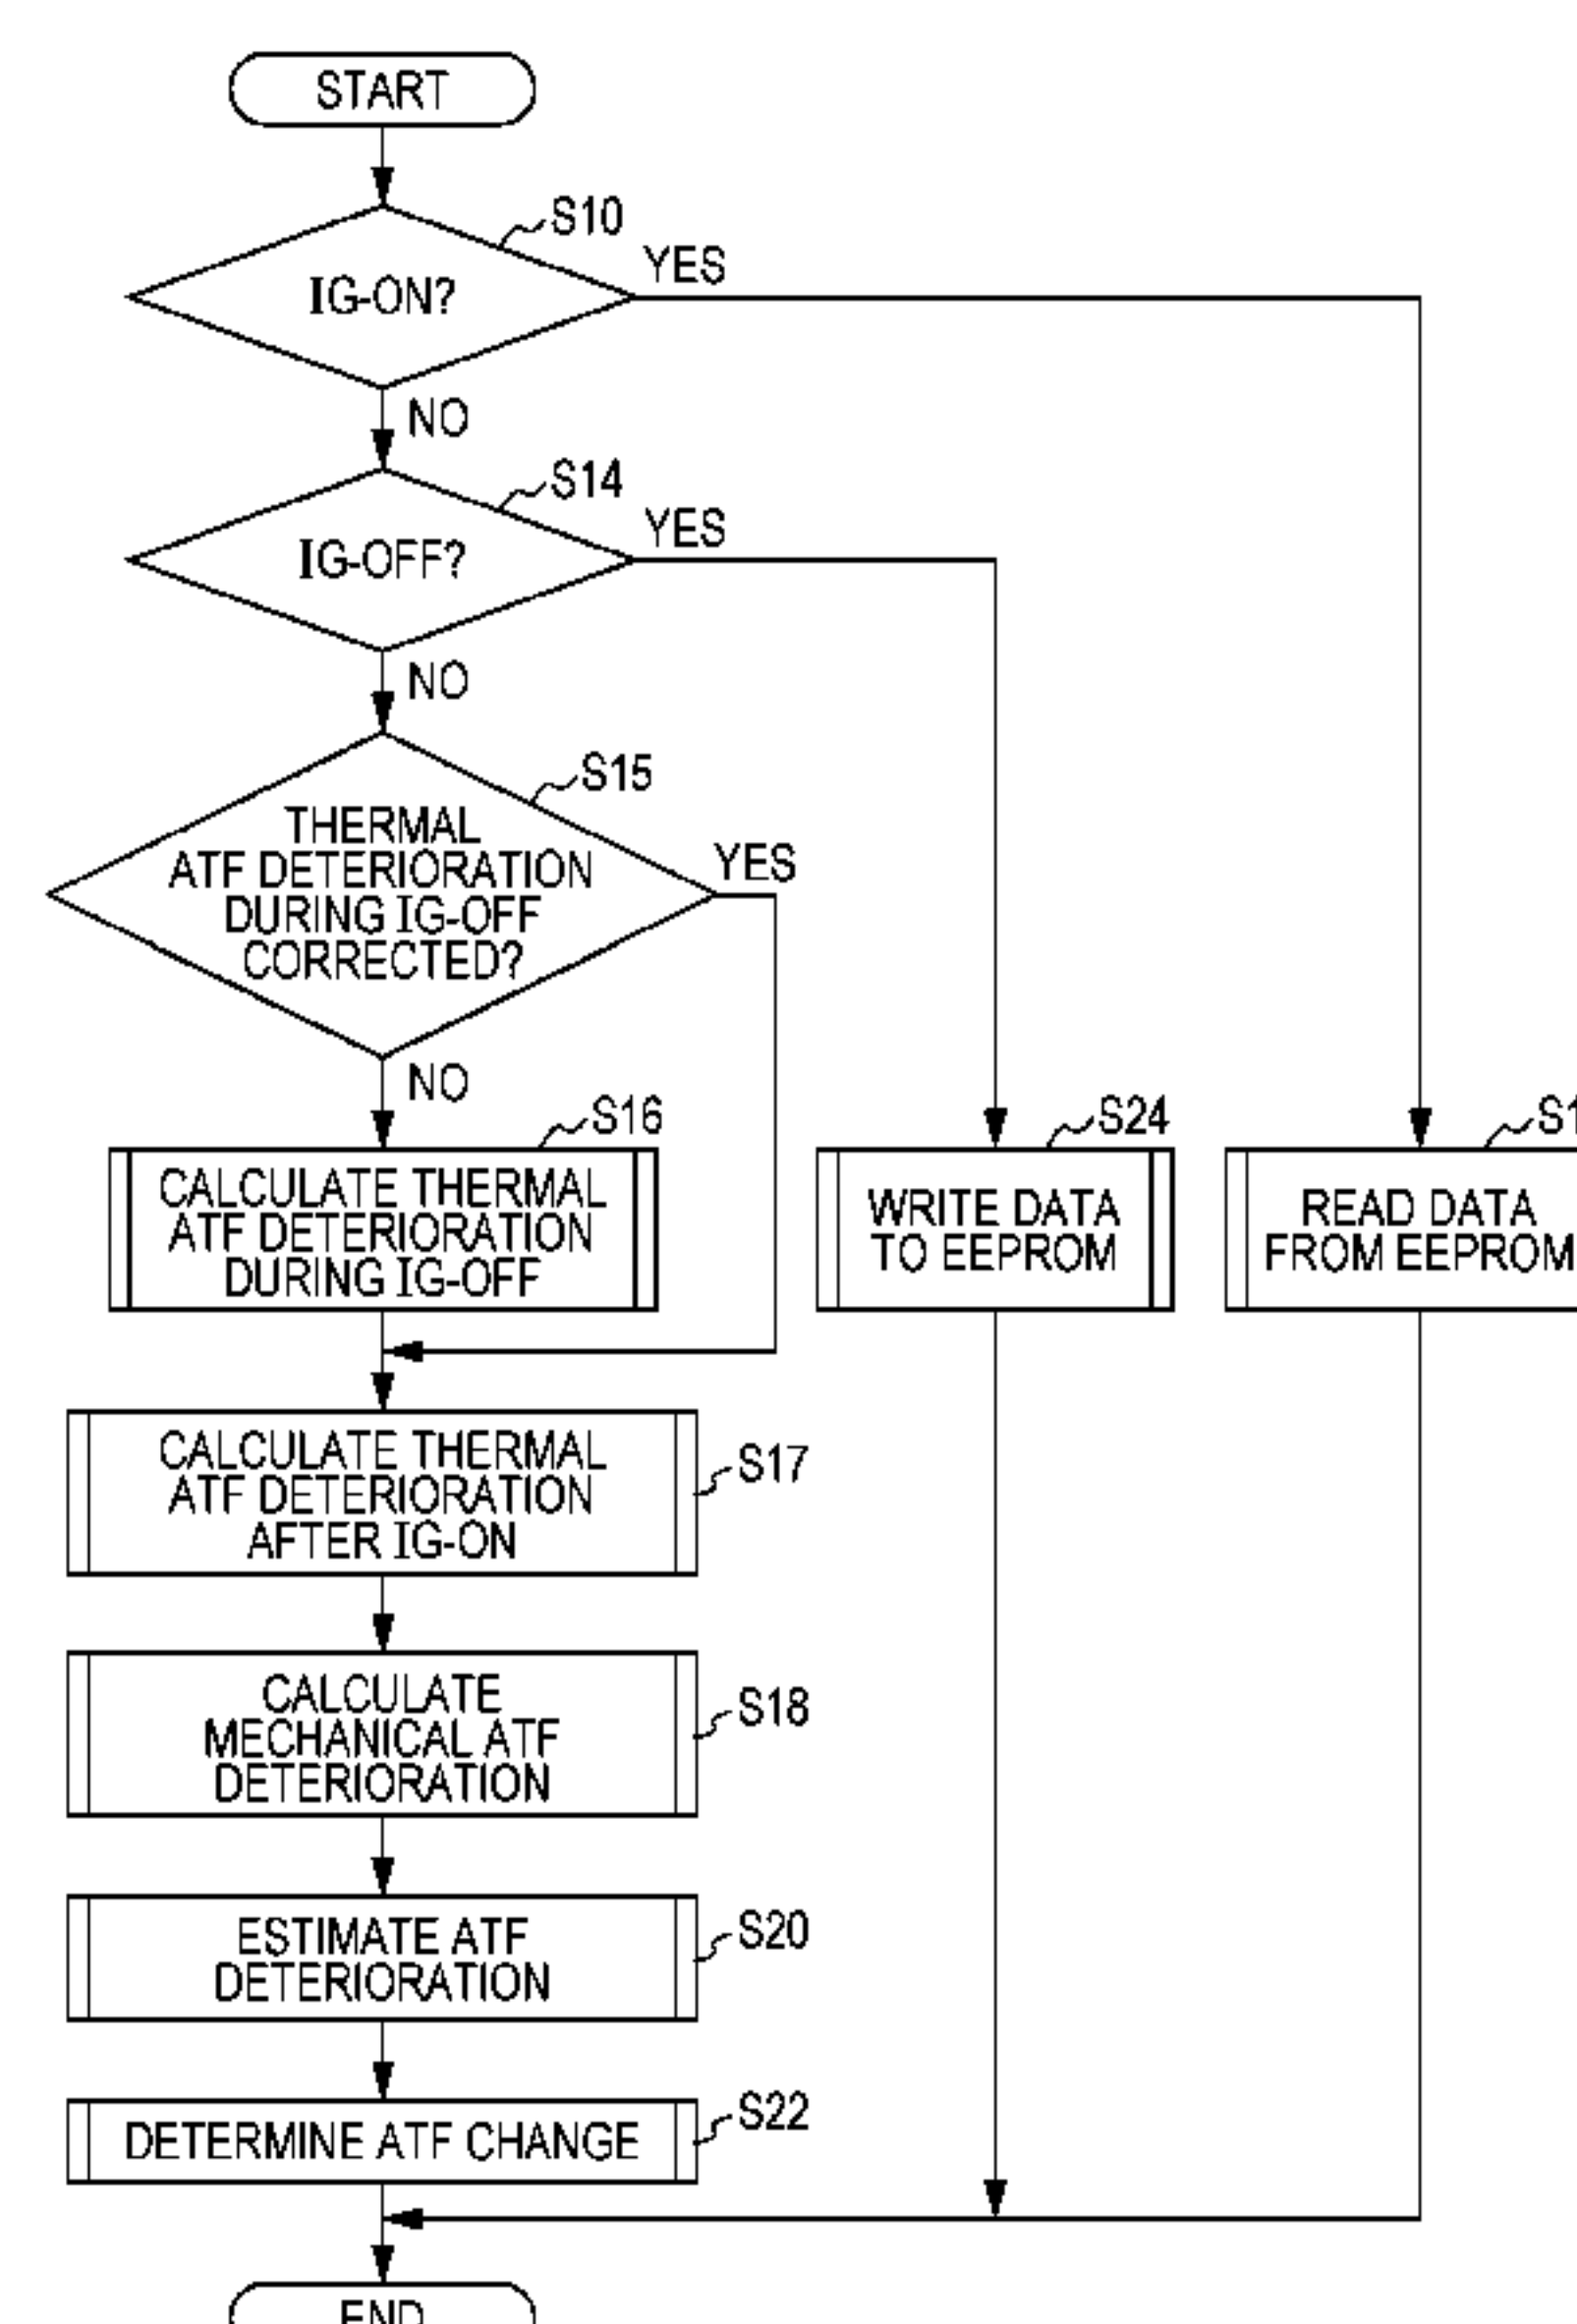 START
S10
IG-ON?
YES
NO
S14
IG-OFF?
YES
NO
S15
THERMAL
ATF DETERIORATION
DURING IG-OFF
CORRECTED?
YES
NO
S16
CALCULATE THERMAL
ATF DETERIORATION
DURING IG-OFF
S24
WRITE DATA
TO EEPROM
READ DATA
FROM EEPROM
CALCULATE THERMAL
ATF DETERIORATION
AFTER IG-ON
S17
CALCULATE
MECHANICAL ATF
DETERIORATION
S18
ESTIMATE ATF
DETERIORATION
S20
DETERMINE ATF CHANGE
S22
END